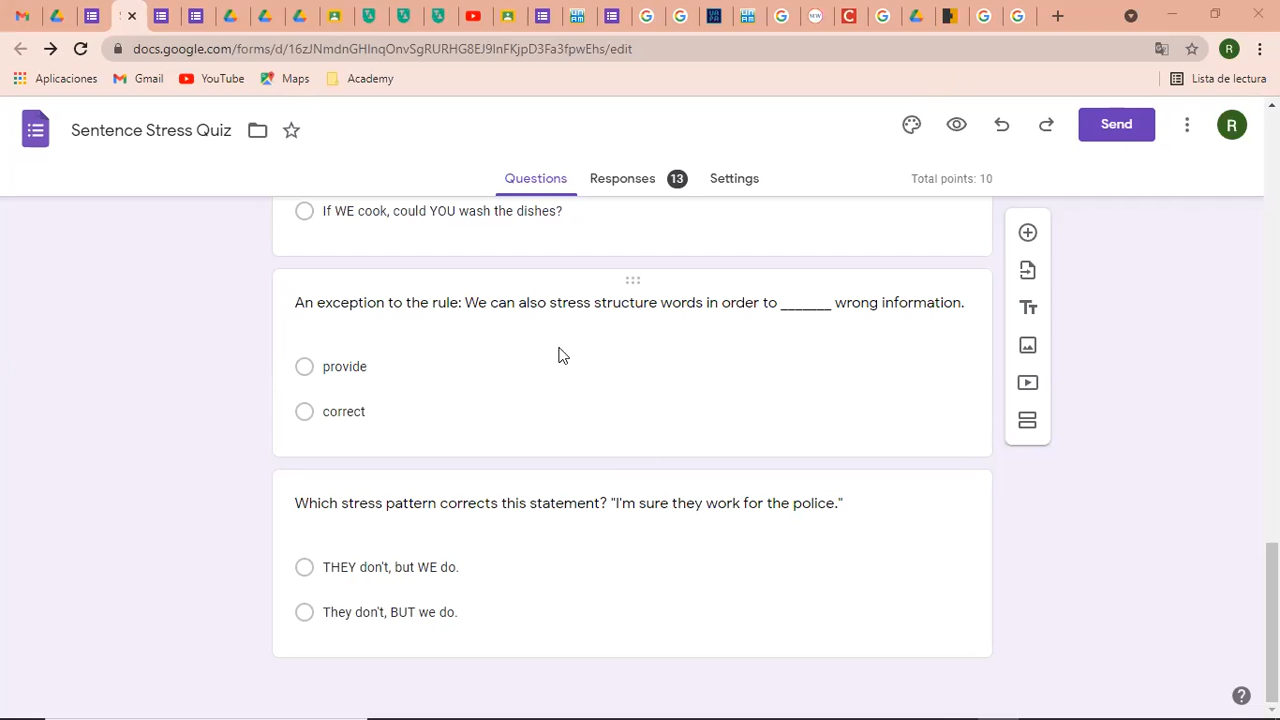 docs.google.com/forms/d/16zJNmdnGHlnqOnvSgRURHG8EJ9lnFKjpD3Fa3fpwEhs/edit
R
Aplicaciones
Gmail
YouTube
Maps
Academy
Lista de lectura
Sentence Stress Quiz
Send
R
Questions
Responses
13
Settings
Total points: 10
If WE cook, could YOU wash the dishes?
An exception to the rule: We can also stress structure words in order to _______ wrong information.
provide
correct
Which stress pattern corrects this statement? "I'm sure they work for the police."
THEY don't, but WE do.
They don't, BUT we do.